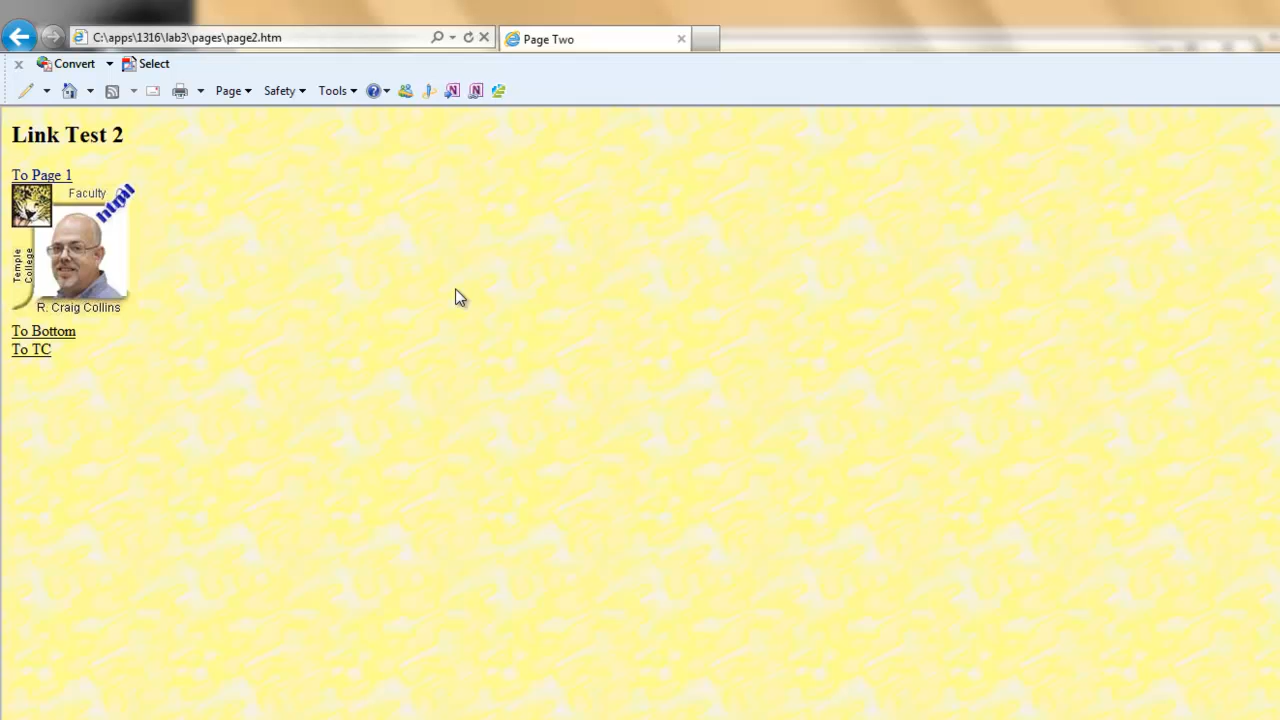 C:\apps\1316\lab3\pages\page2.htm
Page Two
Convert Select
Page Safety Tools
Link Test 2
To Page 1
Faculty
html
Temple
College
R. Craig Collins
To Bottom
To TC